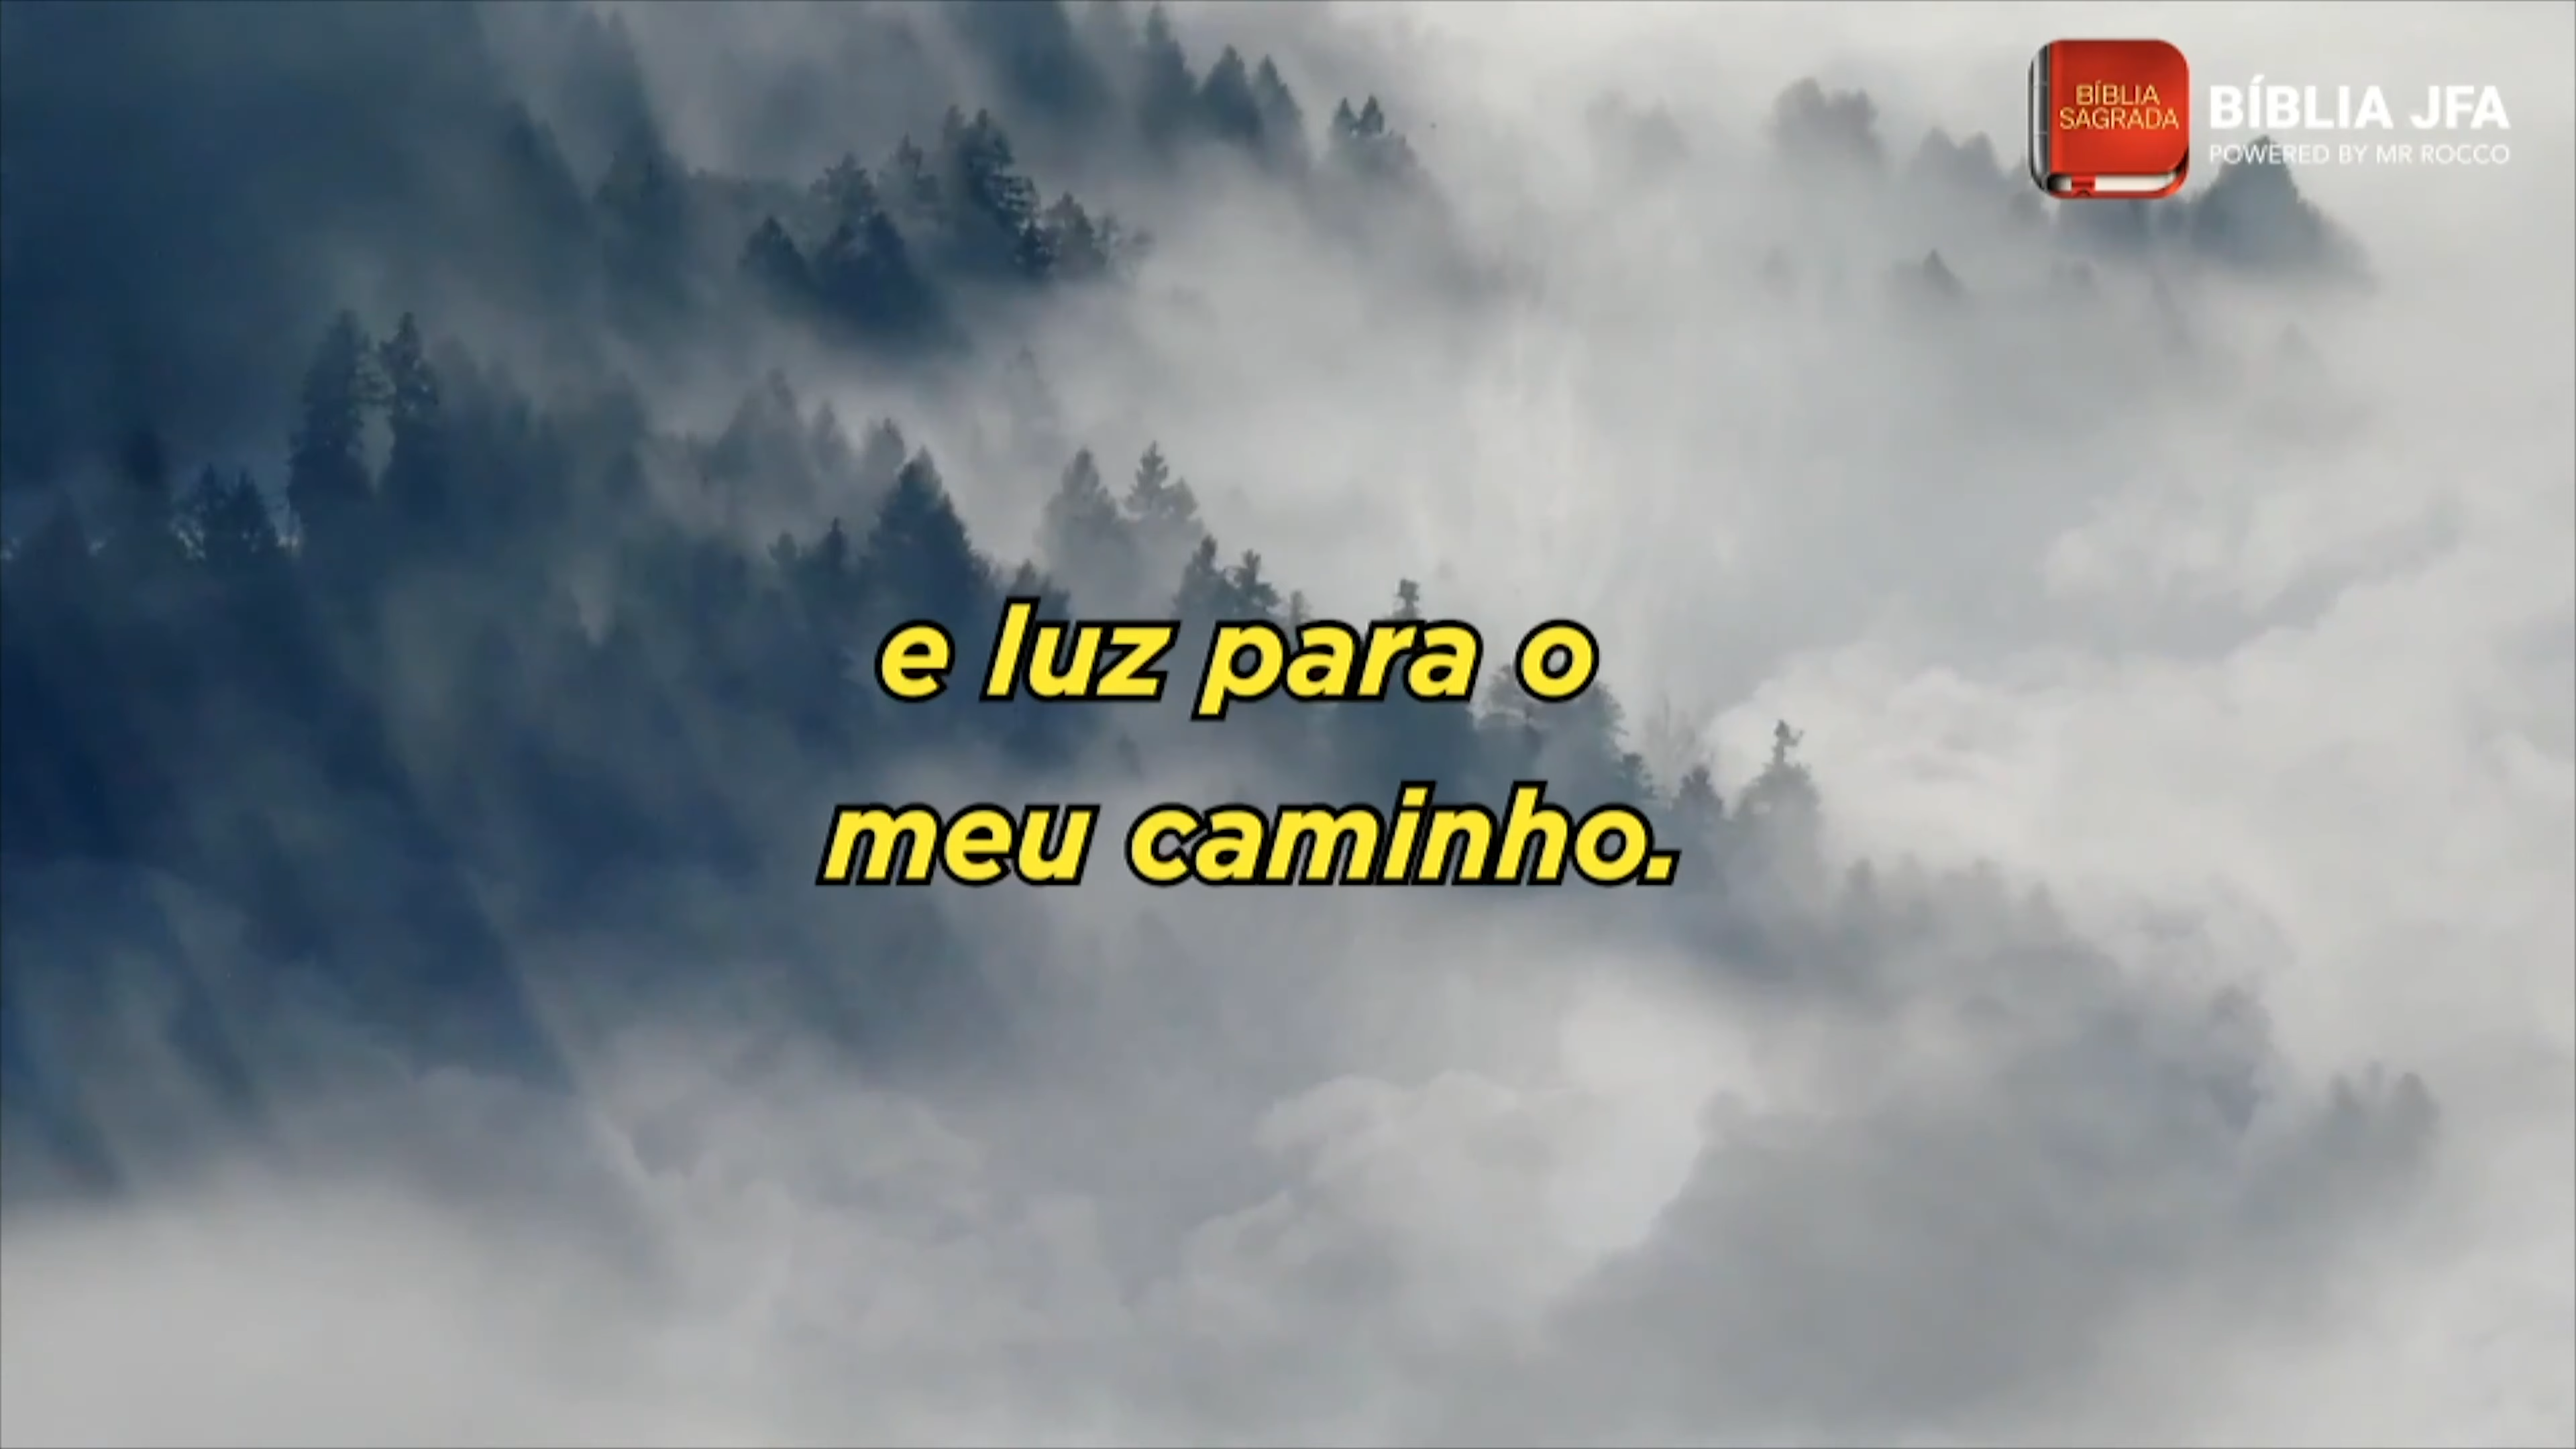 BÍBLIA
SAGRADA
BÍBLIA JFA
POWERED BY MR ROCCO
e luz para o
meu caminho.